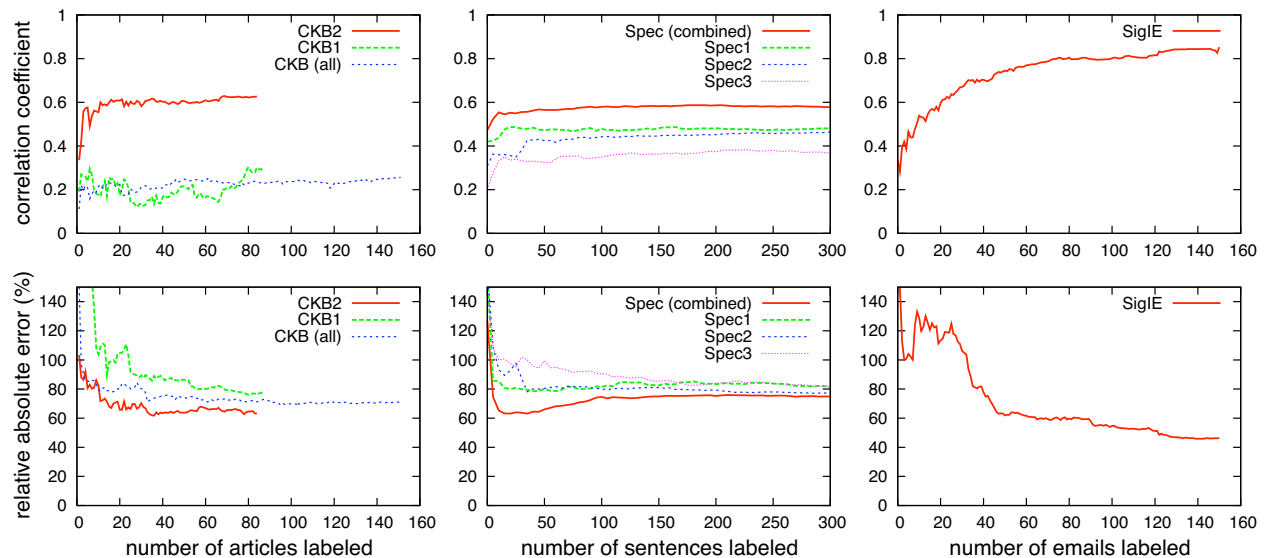 correlation coefficient
1
0.8
0.6
0.4
0.2
0
CKB2
CKB1
CKB (all)
0 20 40 60 80 100 120 140 160
1
0.8
0.6
0.4
0.2
0
Spec (combined)
Spec1
Spec2
Spec3
0 50 100 150 200 250 300
1
0.8
0.6
0.4
0.2
0
SigIE
0 20 40 60 80 100 120 140 160
relative absolute error (%)
140
120
100
80
60
40
20
0
CKB2
CKB1
CKB (all)
0 20 40 60 80 100 120 140 160
number of articles labeled
140
120
100
80
60
40
20
0
Spec (combined)
Spec1
Spec2
Spec3
0 50 100 150 200 250 300
number of sentences labeled
140
120
100
80
60
40
20
0
SigIE
0 20 40 60 80 100 120 140 160
number of emails labeled